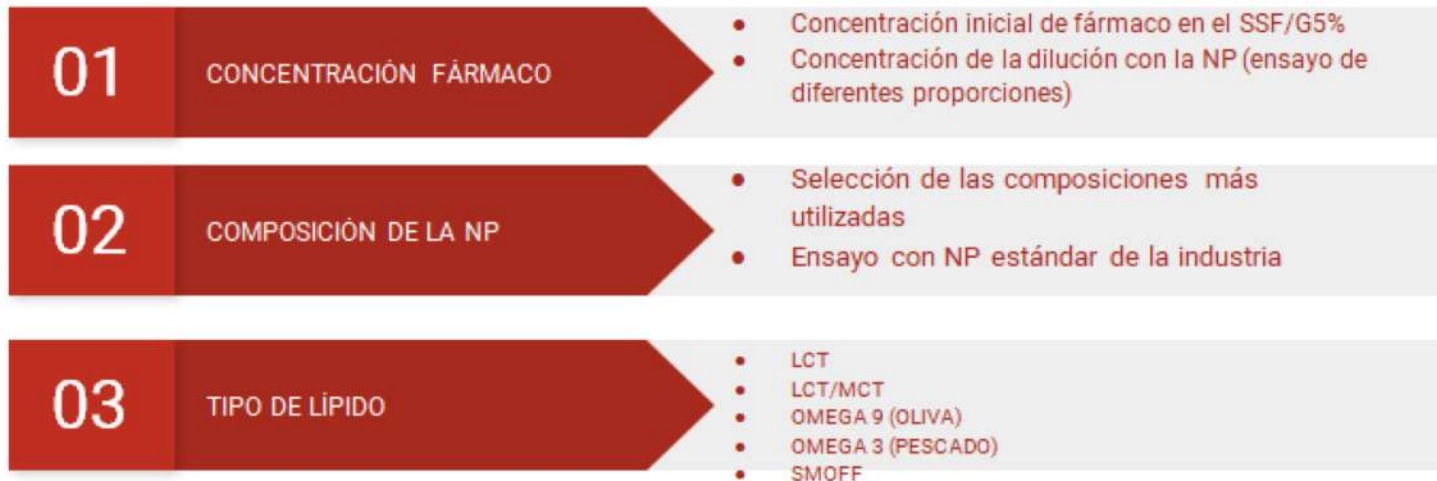 01
CONCENTRACIÓN FÁRMACO
● Concentración inicial de fármaco en el SSF/G5%
● Concentración de la dilución con la NP (ensayo de
diferentes proporciones)
02
COMPOSICIÓN DE LA NP
● Selección de las composiciones más
utilizadas
● Ensayo con NP estándar de la industria
03
TIPO DE LÍPIDO
● LCT
● LCT/MCT
● OMEGA 9 (OLIVA)
● OMEGA 3 (PESCADO)
● SMOFF